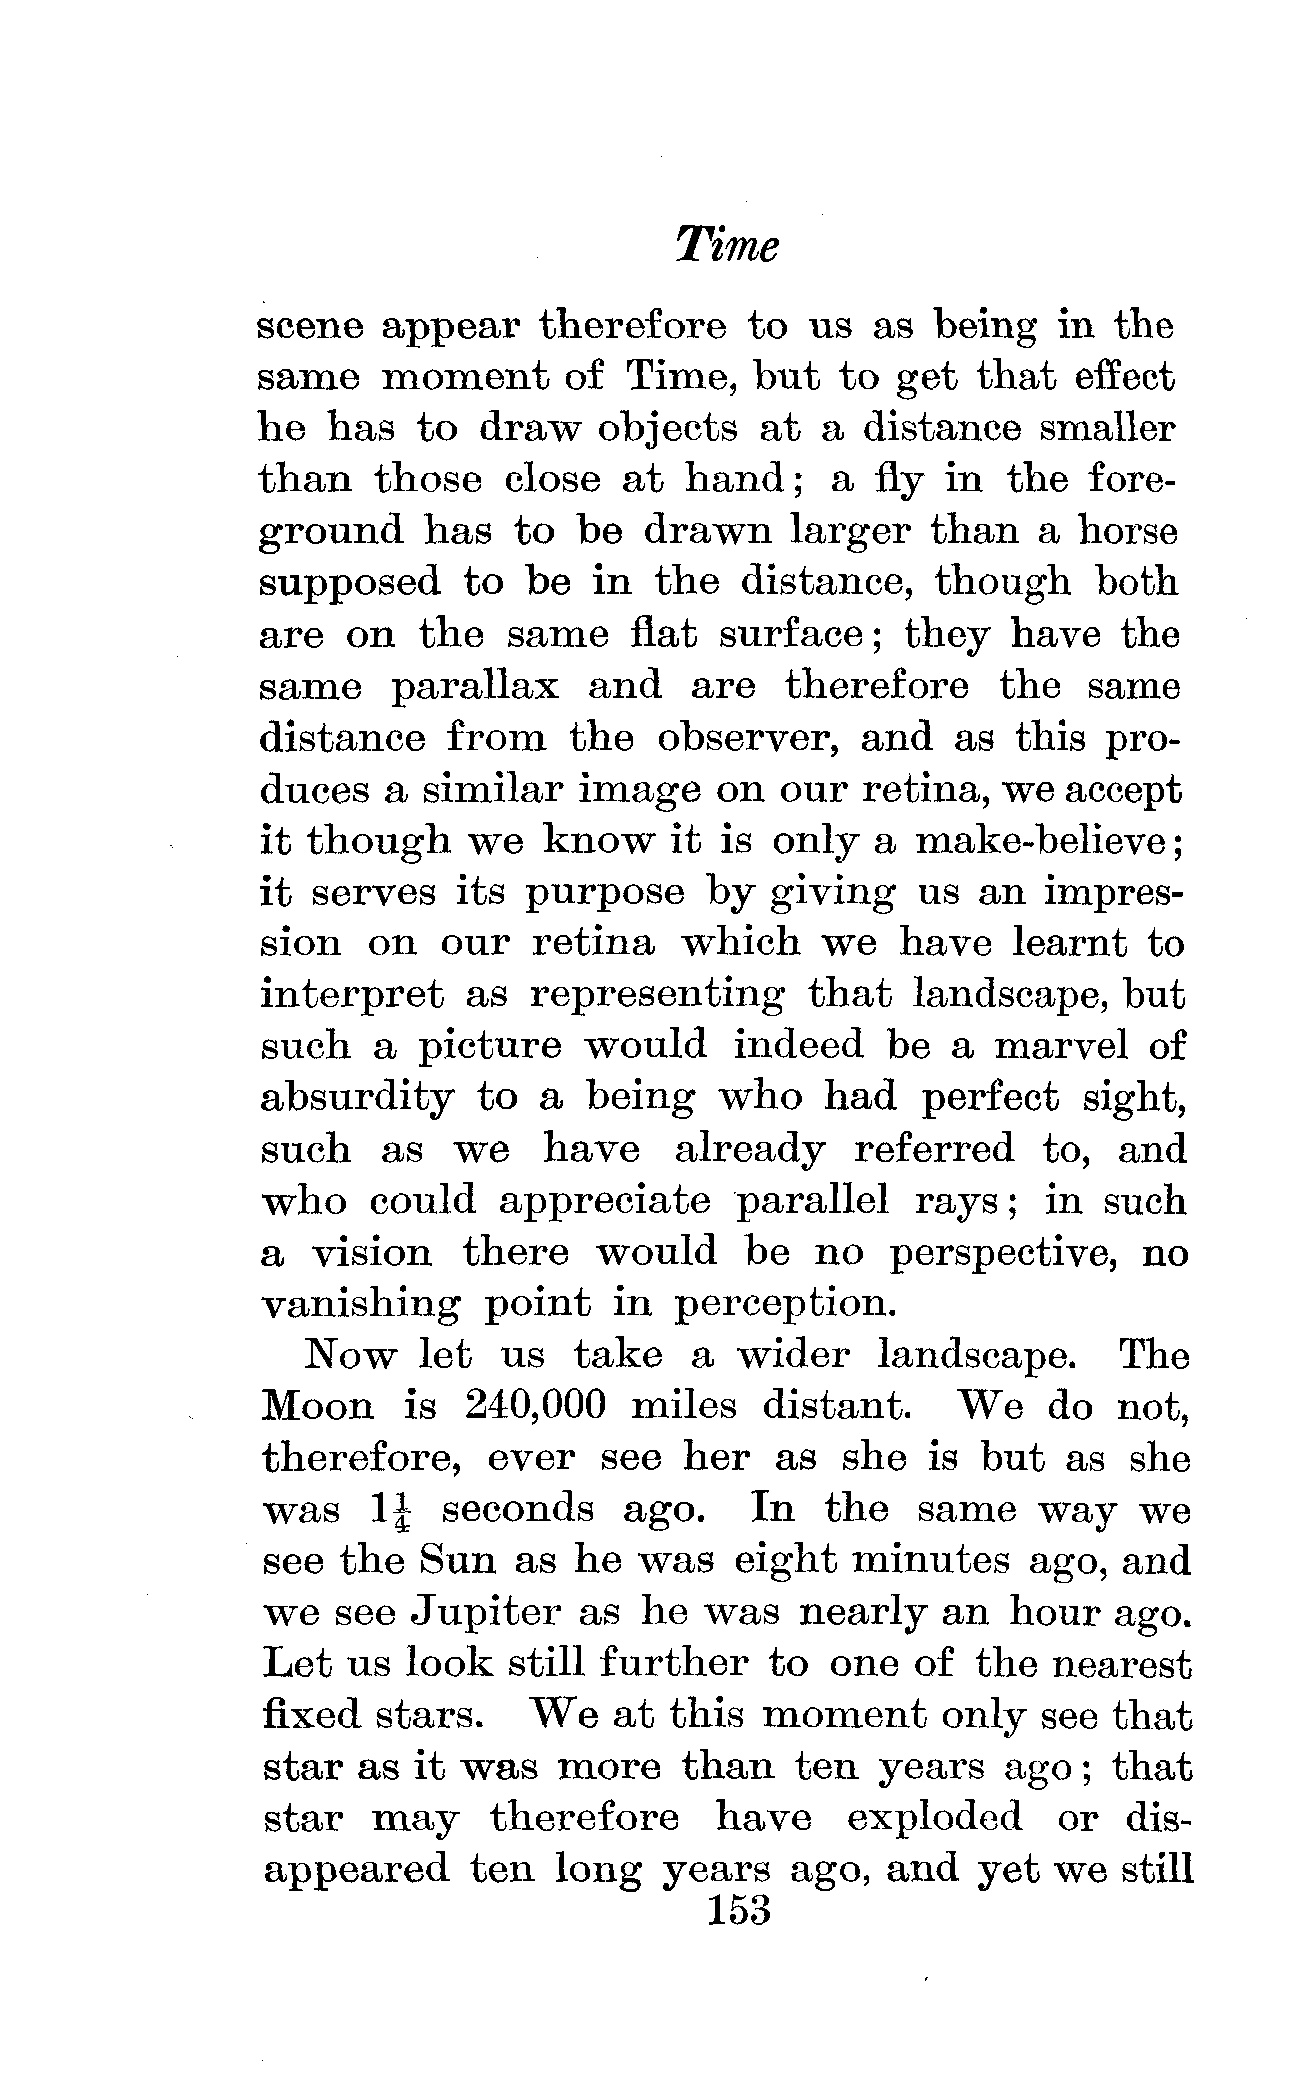 Time
scene appear therefore to us as being in the
same moment of Time, but to get that effect
he has to draw objects at a distance smaller
than those close at hand; a fly in the fore-
ground has to be drawn larger than a horse
supposed to be in the distance, though both
are on the same flat surface; they have the
same parallax and are therefore the same
distance from the observer, and as this pro-
duces a similar image on our retina, we accept
it though we know it is only a make-believe;
it serves its purpose by giving us an impres-
sion on our retina which we have learnt to
interpret as representing that landscape, but
such a picture would indeed be a marvel of
absurdity to a being who had perfect sight,
such as we have already referred to, and
who could appreciate parallel rays; in such
a vision there would be no perspective, no
vanishing point in perception.
Now let us take a wider landscape. The
Moon is 240,000 miles distant. We do not,
therefore, ever see her as she is but as she
was 1¼ seconds ago. In the same way we
see the Sun as he was eight minutes ago, and
we see Jupiter as he was nearly an hour ago.
Let us look still further to one of the nearest
fixed stars. We at this moment only see that
star as it was more than ten years ago; that
star may therefore have exploded or dis-
appeared ten long years ago, and yet we still
153